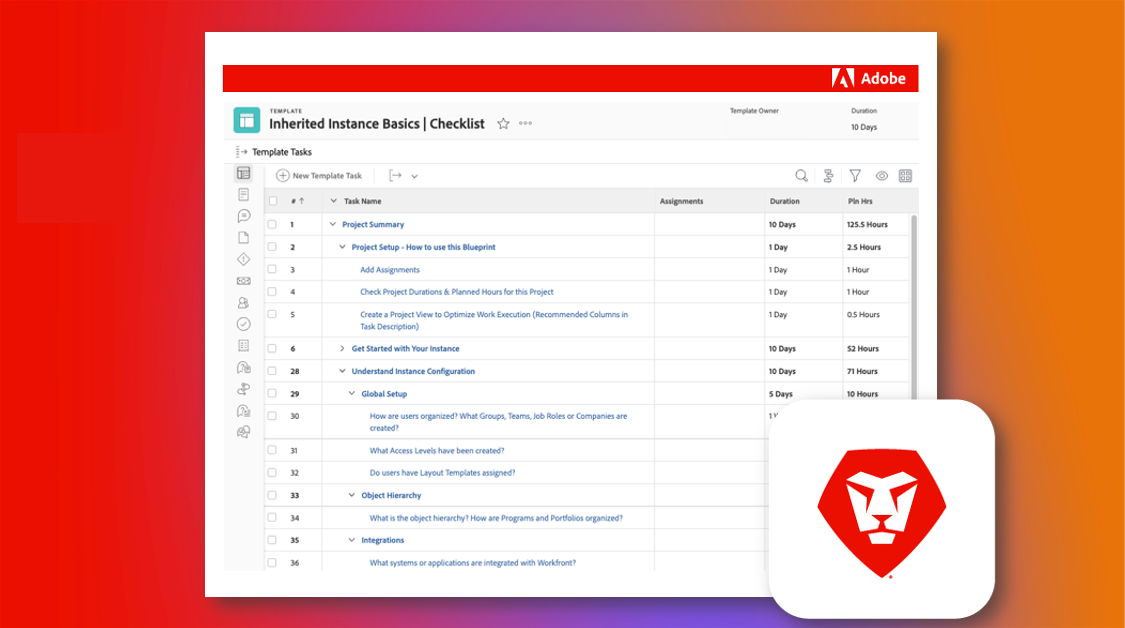 Adobe
TEMPLATE
Inherited Instance Basics | Checklist
Template Owner
Duration
10 Days
Template Tasks
New Template Task
# ↑ Task Name Assignments Duration Pln Hrs
1 Project Summary 10 Days 125.5 Hours
2 Project Setup - How to use this Blueprint 1 Day 2.5 Hours
3 Add Assignments 1 Day 1 Hour
4 Check Project Durations & Planned Hours for this Project 1 Day 1 Hour
5 Create a Project View to Optimize Work Execution (Recommended Columns in 1 Day 0.5 Hours
Task Description)
6 Get Started with Your Instance 10 Days 52 Hours
28 Understand Instance Configuration 10 Days 71 Hours
29 Global Setup 5 Days 10 Hours
30 How are users organized? What Groups, Teams, Job Roles or Companies are
created?
31 What Access Levels have been created?
32 Do users have Layout Templates assigned?
33 Object Hierarchy
34 What is the object hierarchy? How are Programs and Portfolios organized?
35 Integrations
36 What systems or applications are integrated with Workfront?